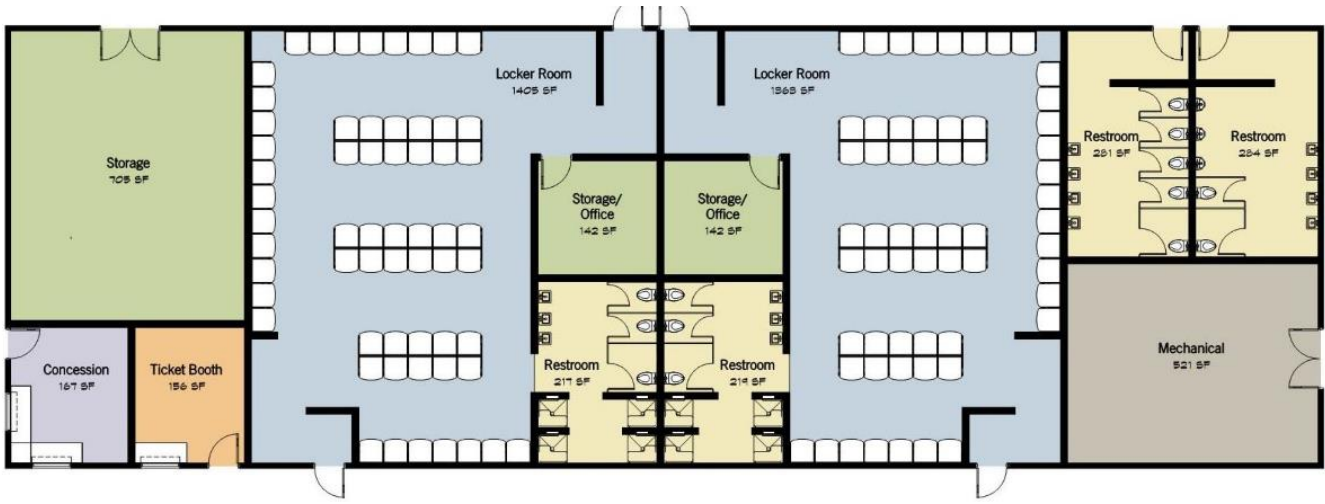 Locker Room
1405 SF
Locker Room
1363 SF
Storage
705 SF
Restroom
281 SF
Restroom
284 SF
Storage/
Office
142 SF
Storage/
Office
142 SF
Concession
167 SF
Ticket Booth
156 SF
Restroom
217 SF
Restroom
219 SF
Mechanical
521 SF